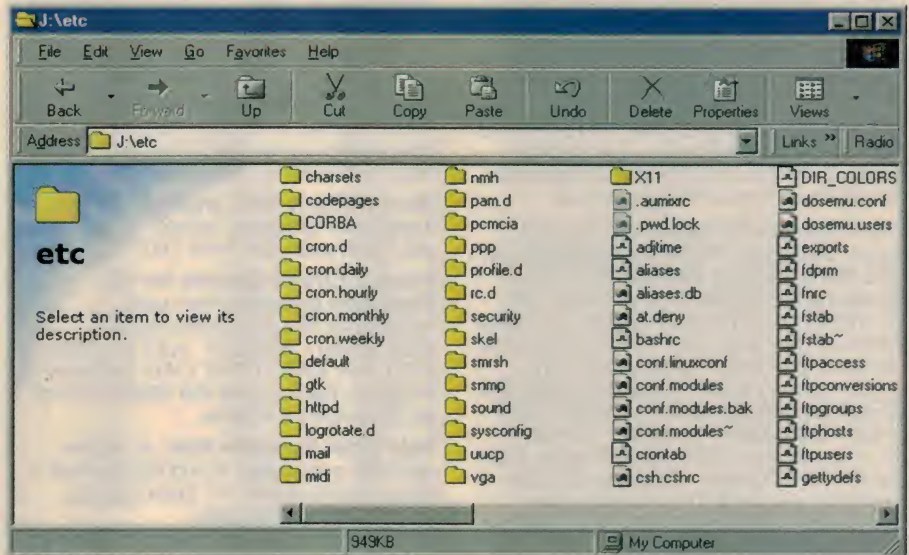 J:\etc
File Edit View Go Favorites Help
Back Forward Up Cut Copy Paste Undo Delete Properties Views
Address J:\etc Links » Radio
etc
Select an item to view its
description.
charsets
codepages
CORBA
cron.d
cron.daily
cron.hourly
cron.monthly
cron.weekly
default
gtk
httpd
logrotate.d
mail
midi
nmh
pam.d
pcmcia
ppp
profile.d
rc.d
security
skel
smrsh
snmp
sound
sysconfig
uucp
vga
X11
.aumixrc
.pwd.lock
adjtime
aliases
aliases.db
at.deny
bashrc
conf.linuxconf
conf.modules
conf.modules.bak
conf.modules~
crontab
csh.cshrc
DIR_COLORS
dosemu.conf
dosemu.users
exports
fdprm
fnrc
fstab
fstab~
ftpaccess
ftpconversions
ftpgroups
ftphosts
ftpusers
gettydefs
949KB My Computer